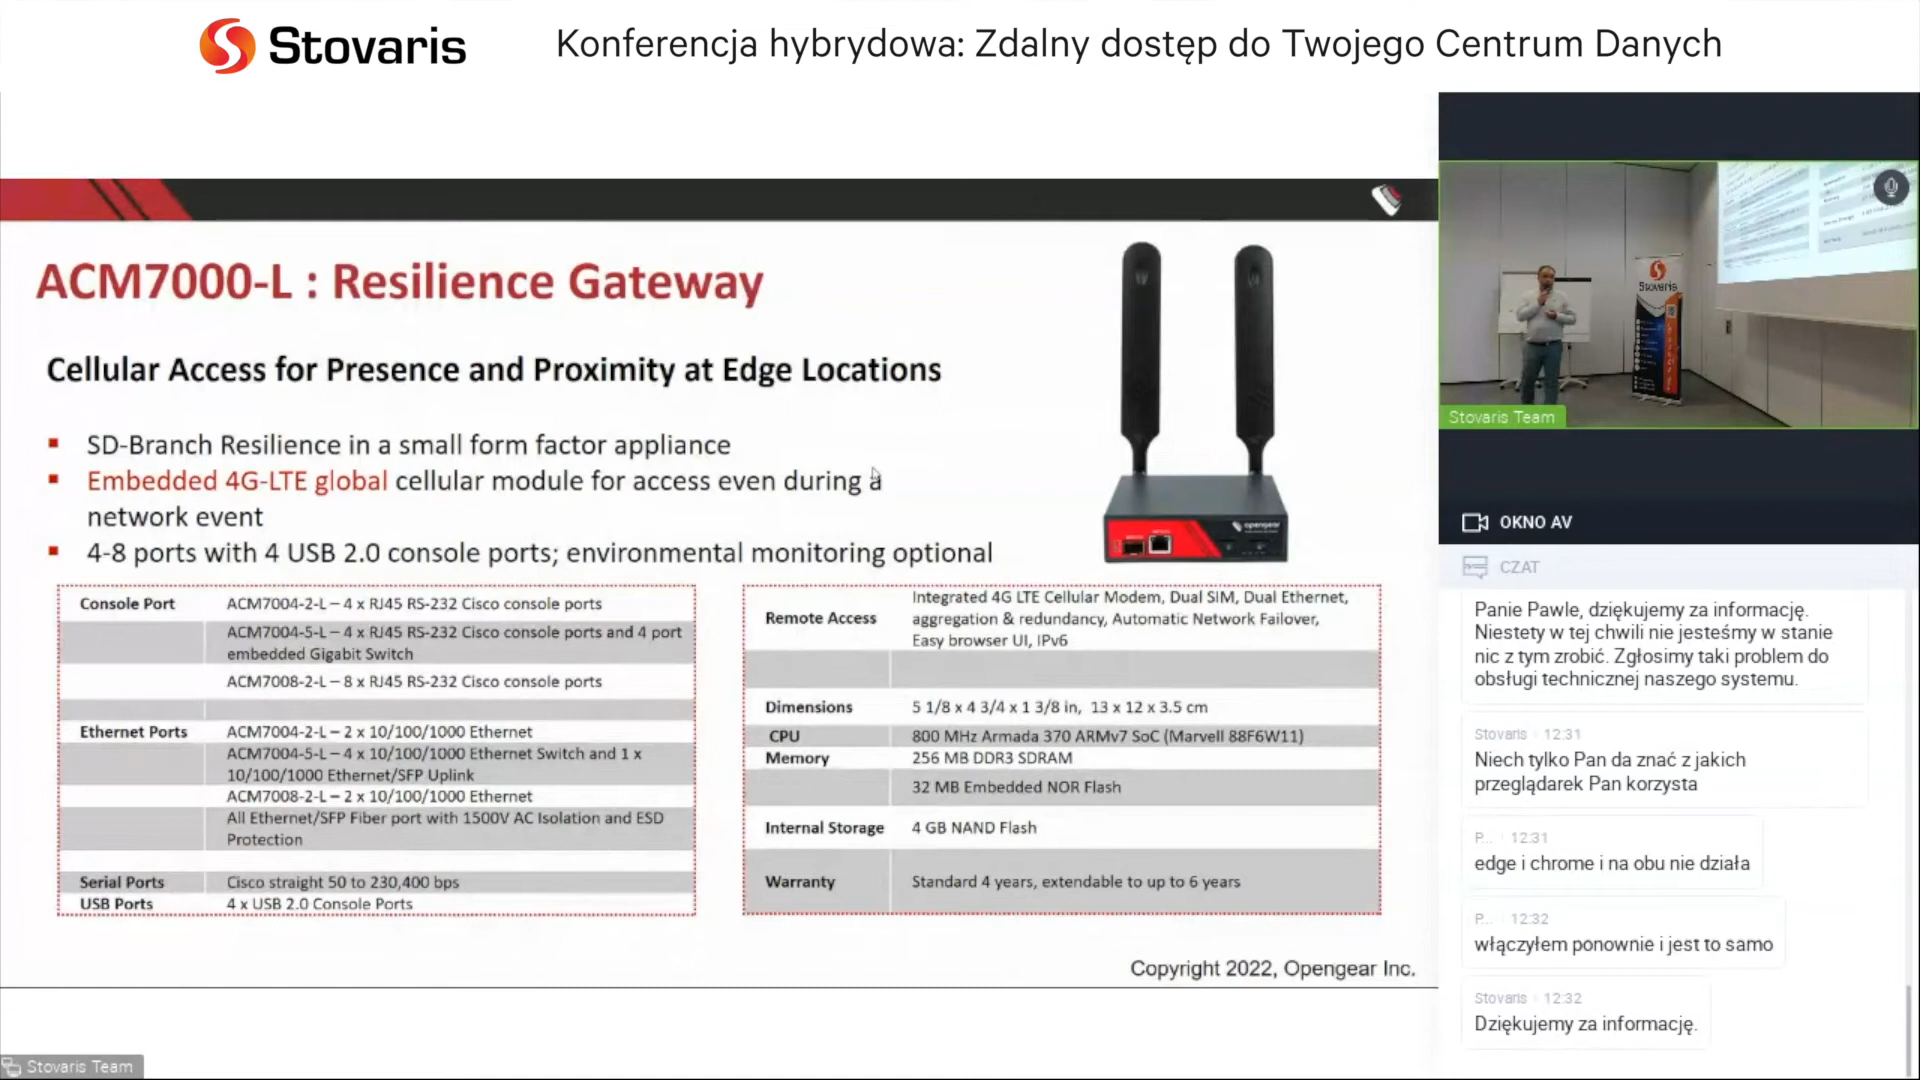 Stovaris
Konferencja hybrydowa: Zdalny dostęp do Twojego Centrum Danych
ACM7000-L : Resilience Gateway
Cellular Access for Presence and Proximity at Edge Locations
SD-Branch Resilience in a small form factor appliance
Embedded 4G-LTE global cellular module for access even during a
network event
4-8 ports with 4 USB 2.0 console ports; environmental monitoring optional
opengear
Console Port ACM7004-2-L – 4 x RJ45 RS-232 Cisco console ports
ACM7004-5-L – 4 x RJ45 RS-232 Cisco console ports and 4 port
embedded Gigabit Switch
ACM7008-2-L – 8 x RJ45 RS-232 Cisco console ports
Ethernet Ports ACM7004-2-L – 2 x 10/100/1000 Ethernet
ACM7004-5-L – 4 x 10/100/1000 Ethernet Switch and 1 x
10/100/1000 Ethernet/SFP Uplink
ACM7008-2-L – 2 x 10/100/1000 Ethernet
All Ethernet/SFP Fiber port with 1500V AC Isolation and ESD
Protection
Serial Ports Cisco straight 50 to 230,400 bps
USB Ports 4 x USB 2.0 Console Ports
Integrated 4G LTE Cellular Modem, Dual SIM, Dual Ethernet,
Remote Access aggregation & redundancy, Automatic Network Failover,
Easy browser UI, IPv6
Dimensions 5 1/8 x 4 3/4 x 1 3/8 in, 13 x 12 x 3.5 cm
CPU 800 MHz Armada 370 ARMv7 SoC (Marvell 88F6W11)
Memory 256 MB DDR3 SDRAM
32 MB Embedded NOR Flash
Internal Storage 4 GB NAND Flash
Warranty Standard 4 years, extendable to up to 6 years
Copyright 2022, Opengear Inc.
Stovaris Team
Stovaris
Stovaris Team
OKNO AV
CZAT
Panie Pawle, dziękujemy za informację.
Niestety w tej chwili nie jesteśmy w stanie
nic z tym zrobić. Zgłosimy taki problem do
obsługi technicznej naszego systemu.
Stovaris 12:31
Niech tylko Pan da znać z jakich
przeglądarek Pan korzysta
P... 12:31
edge i chrome i na obu nie działa
P... 12:32
włączyłem ponownie i jest to samo
Stovaris 12:32
Dziękujemy za informację.